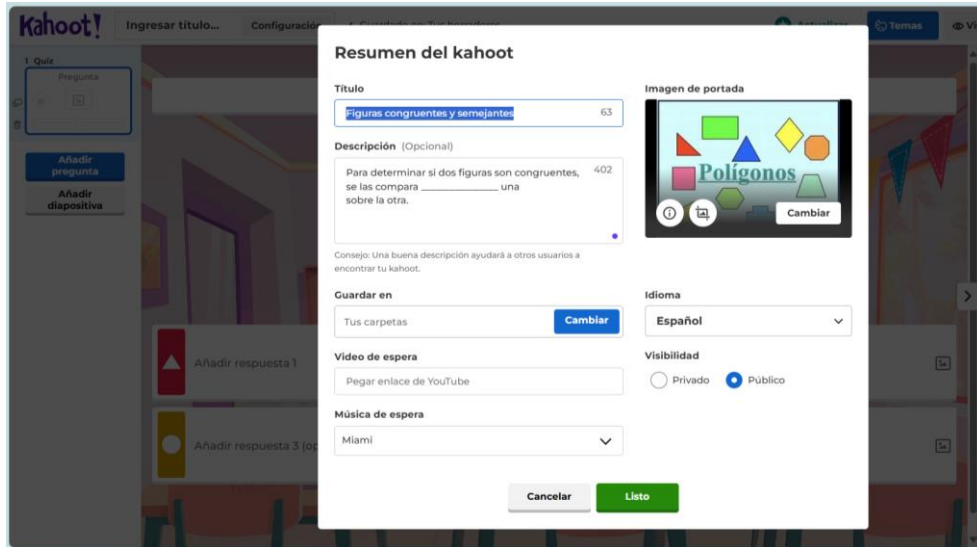 Kahoot!
Ingresar título...
Configuración
Guardado en: Tus borradores
Actualizar
Temas
1 Quiz
Pregunta
Añadir
pregunta
Añadir
diapositiva
Añadir respuesta 1
Añadir respuesta 3
Resumen del kahoot
Título
Figuras congruentes y semejantes
63
Descripción (Opcional)
Para determinar si dos figuras son congruentes,
402
se las compara ______________ una
sobre la otra.
Consejo: Una buena descripción ayudará a otros usuarios a
encontrar tu kahoot.
Guardar en
Tus carpetas
Cambiar
Video de espera
Pegar enlace de YouTube
Música de espera
Miami
Imagen de portada
Polígonos
Cambiar
Idioma
Español
Visibilidad
Privado
Público
Cancelar
Listo